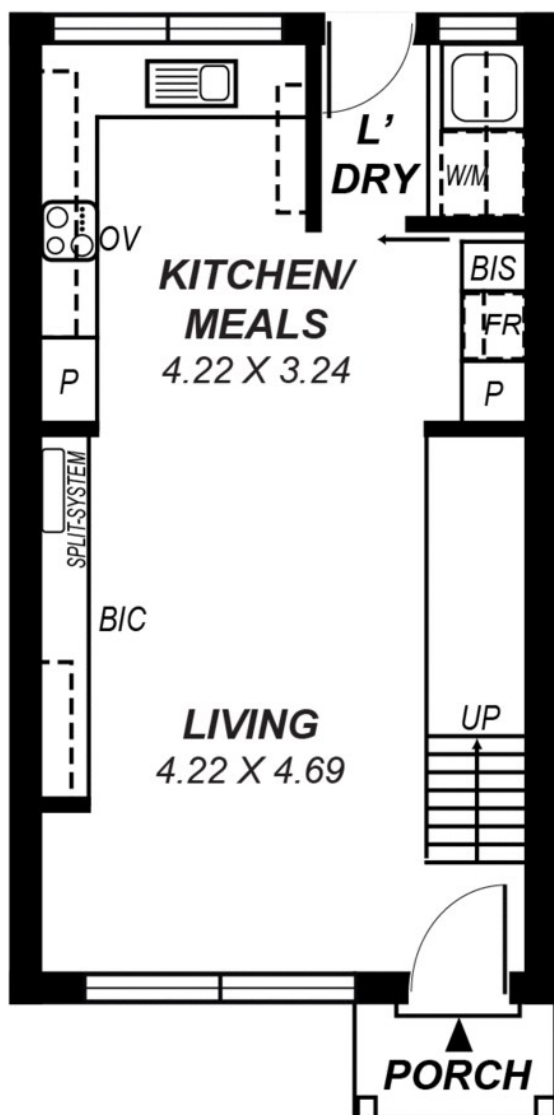 L'
DRY
W/M
OV
KITCHEN/
MEALS
4.22 X 3.24
BIS
FR
P
P
SPLIT-SYSTEM
BIC
UP
LIVING
4.22 X 4.69
PORCH